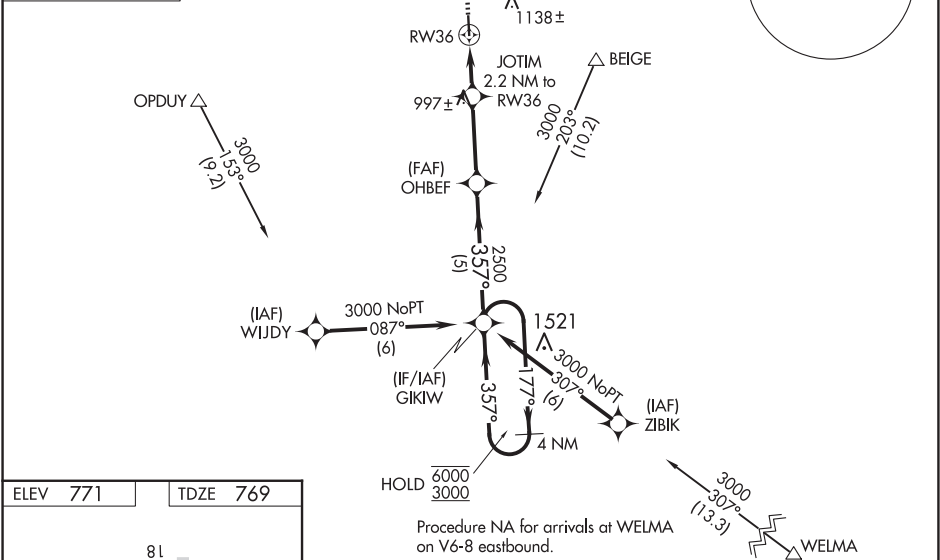 1138±
RW36
JOTIM
2.2 NM to
RW36
BEIGE
997±
OPDUY
3000
203°
(10.2)
3000
153°
(9.2)
(FAF)
OHBEF
2500
357°
(5)
(IAF)
WIJDY
3000 NoPT
087°
(6)
1521
(IF/IAF)
GIKIW
357°
177°
3000 NoPT
307°
(6)
(IAF)
ZIBIK
4 NM
HOLD
6000
3000
3000
307°
(13.3)
WELMA
Procedure NA for arrivals at WELMA
on V6-8 eastbound.
ELEV 771
TDZE 769
18